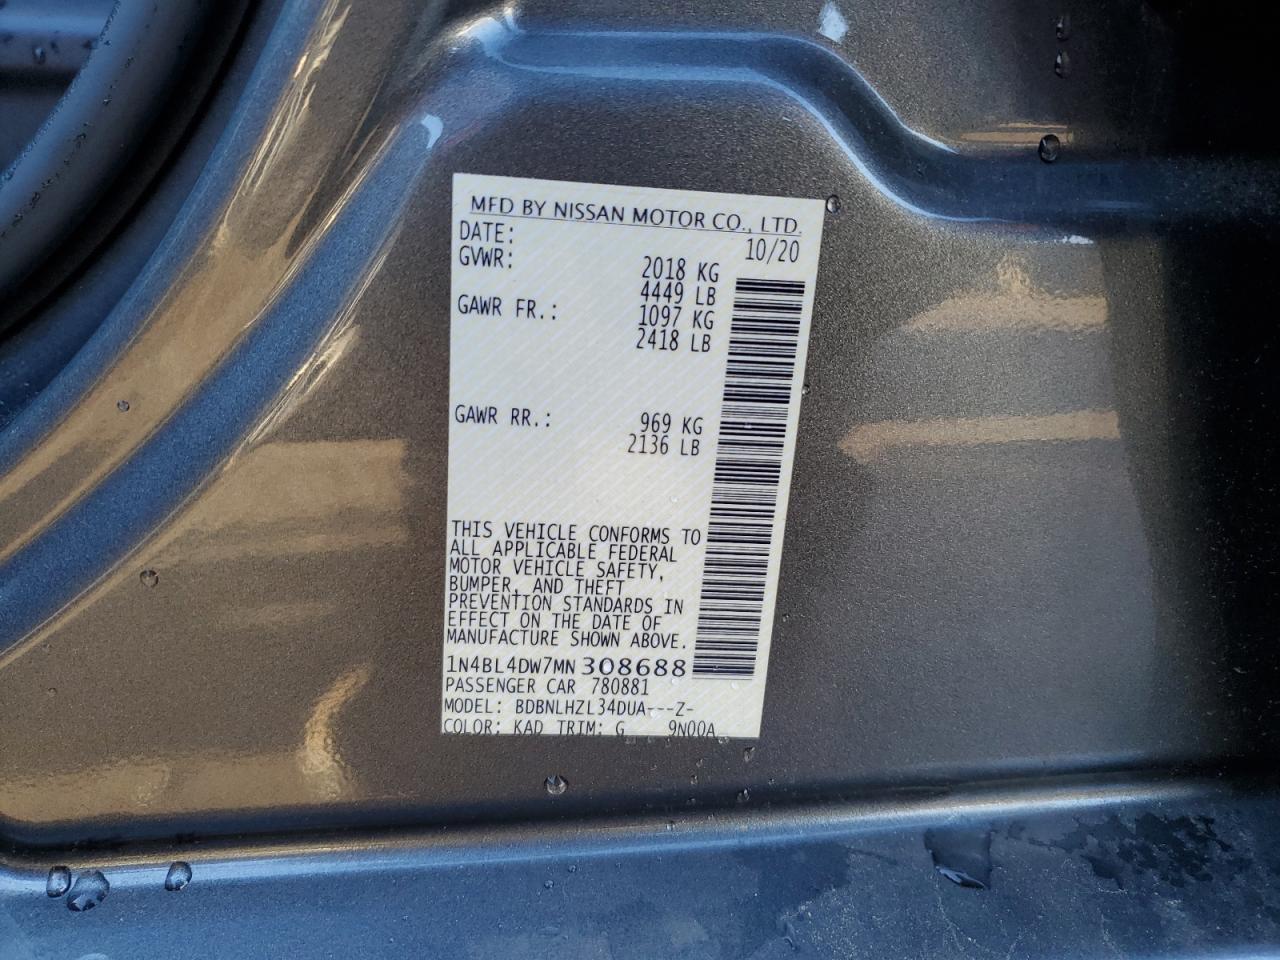 MFD BY NISSAN MOTOR CO., LTD.
DATE: 10/20
GVWR: 2018 KG
4449 LB
GAWR FR.: 1097 KG
2418 LB
GAWR RR.: 969 KG
2136 LB
THIS VEHICLE CONFORMS TO
ALL APPLICABLE FEDERAL
MOTOR VEHICLE SAFETY,
BUMPER, AND THEFT
PREVENTION STANDARDS IN
EFFECT ON THE DATE OF
MANUFACTURE SHOWN ABOVE.
1N4BL4DW7MN308688
PASSENGER CAR 780881
MODEL: BDBNLHZL34DUA---Z-
COLOR: KAD TRIM: G 9N00A